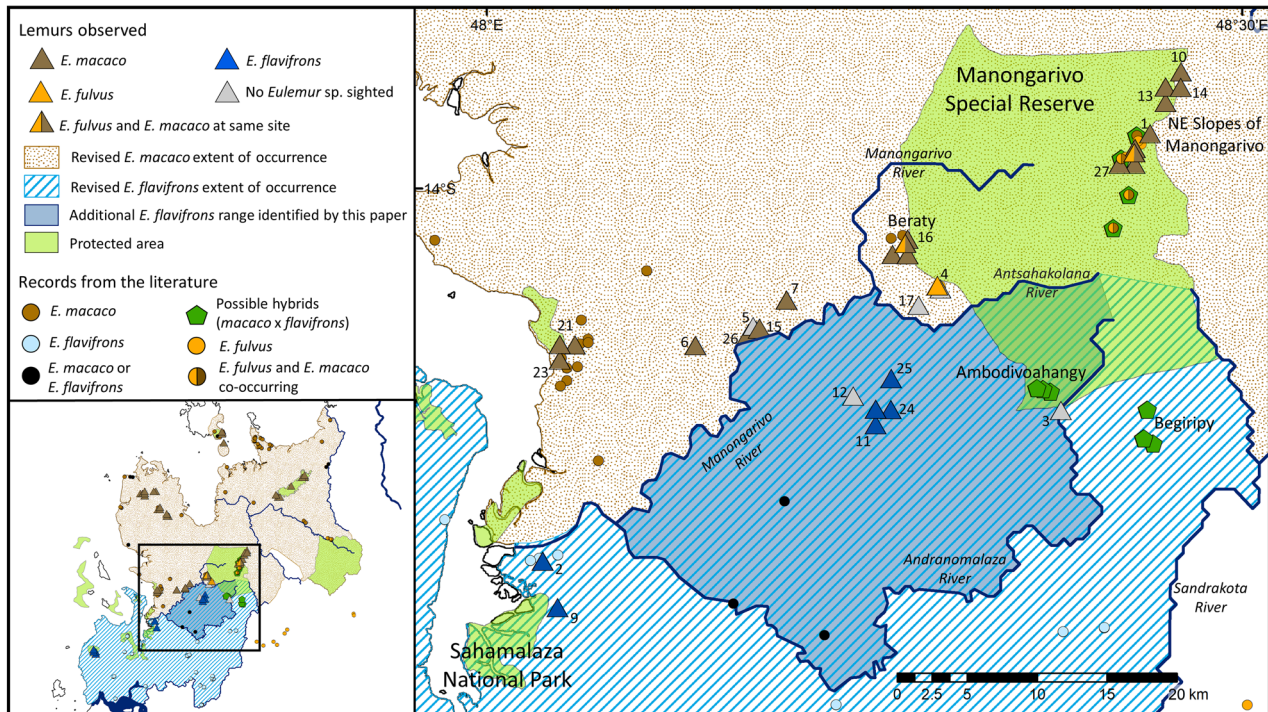 Lemurs observed
E. macaco
E. flavifrons
E. fulvus
No Eulemur sp. sighted
E. fulvus and E. macaco at same site
Revised E. macaco extent of occurrence
Revised E. flavifrons extent of occurrence
Additional E. flavifrons range identified by this paper
Protected area
Records from the literature
E. macaco
Possible hybrids
(macaco x flavifrons)
E. flavifrons
E. fulvus
E. macaco or
E. flavifrons
E. fulvus and E. macaco
co-occurring
48°E
48°30'E
14°S
Manongarivo
Special Reserve
10
13
14
1
NE Slopes of
Manongarivo
27
Manongarivo
River
Beraty
16
4
17
Antsahakolana
River
7
5
26
15
6
21
23
25
12
24
11
Ambodivoahangy
3
Begiripy
Manongarivo
River
Andranomalaza
River
Sandrakota
River
2
9
Sahamalaza
National Park
0 2.5 5 10 15 20 km